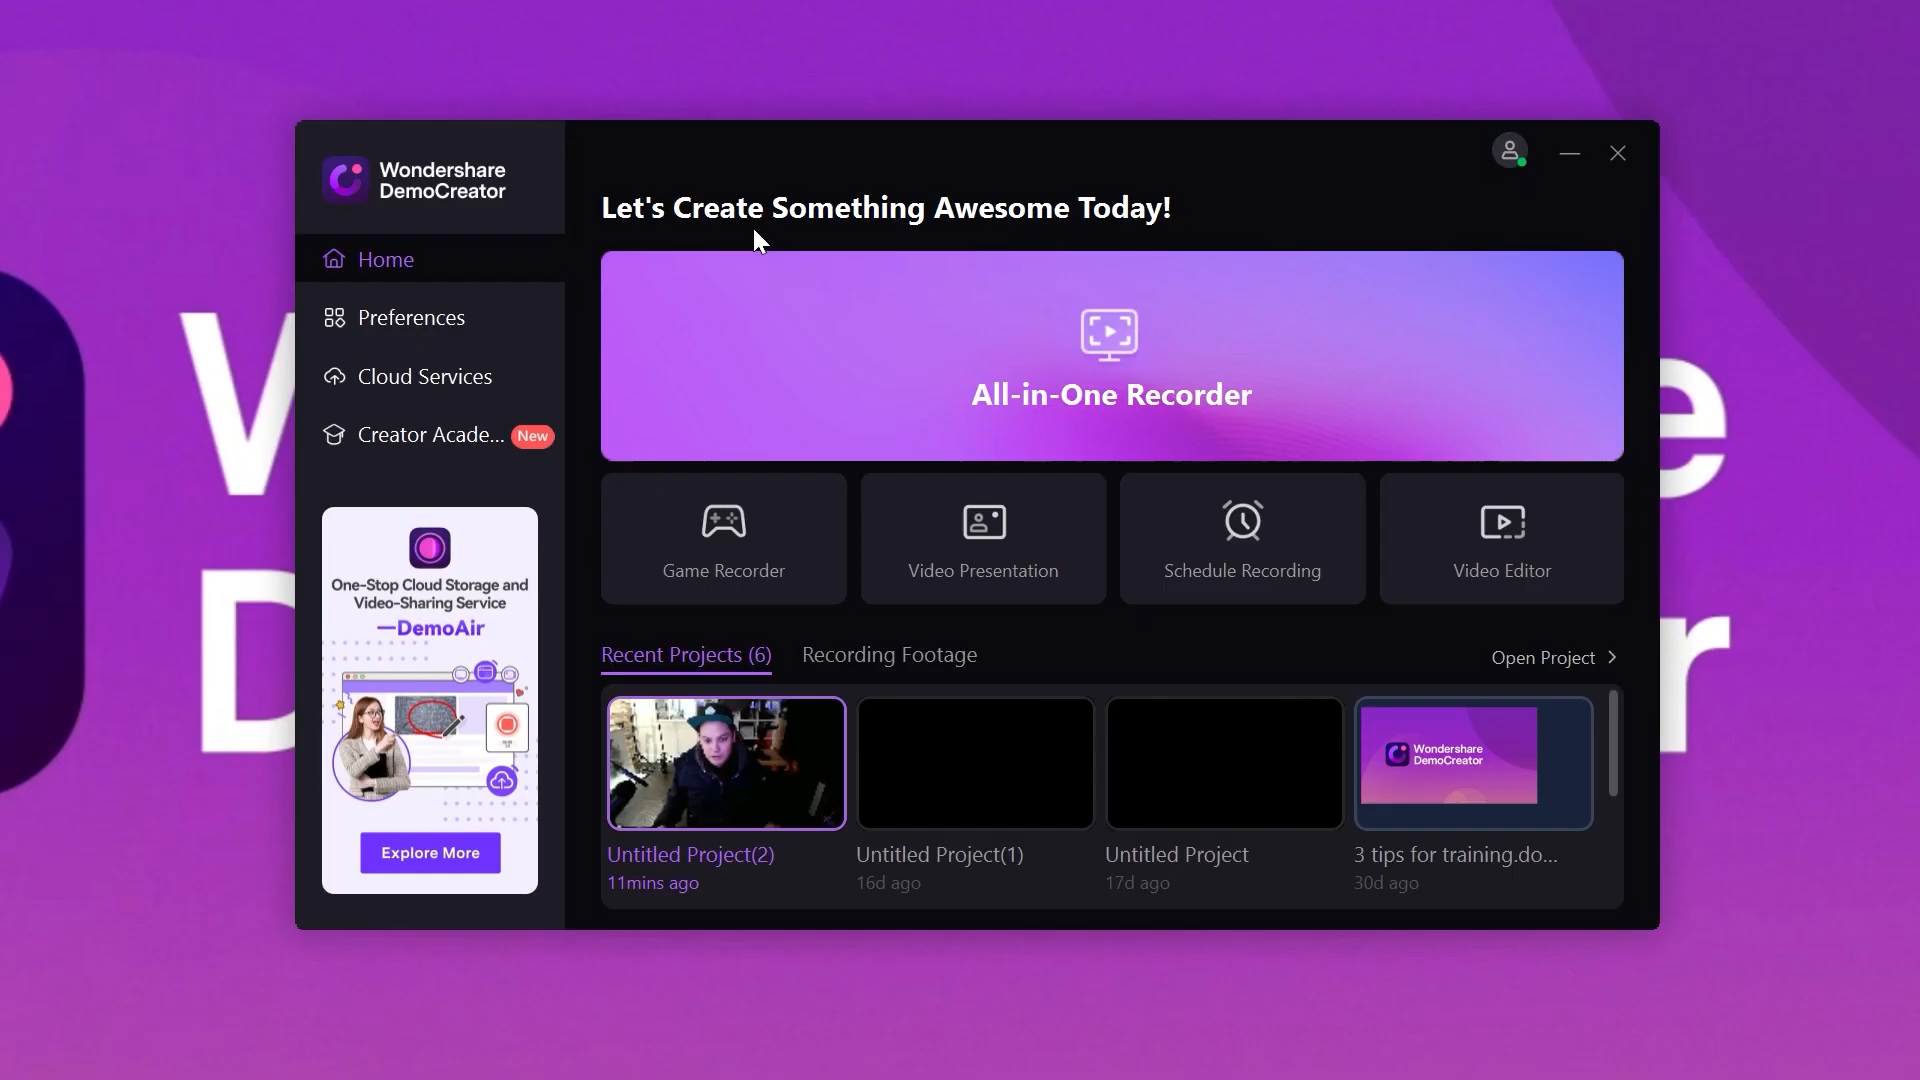 Wondershare
DemoCreator
Let's Create Something Awesome Today!
Home
Preferences
Cloud Services
Creator Acade... New
All-in-One Recorder
Game Recorder
Video Presentation
Schedule Recording
Video Editor
One-Stop Cloud Storage and
Video-Sharing Service
—DemoAir
Explore More
Recent Projects (6)
Recording Footage
Open Project
Wondershare
DemoCreator
Untitled Project(2)
11mins ago
Untitled Project(1)
16d ago
Untitled Project
17d ago
3 tips for training.do...
30d ago